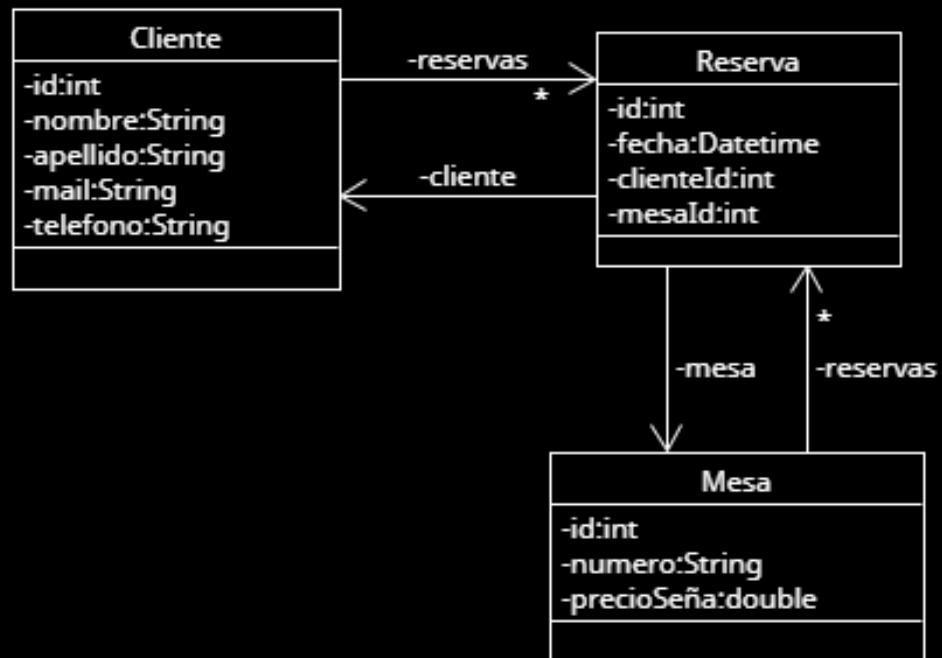 Cliente
-id:int
-nombre:String
-apellido:String
-mail:String
-telefono:String
-reservas
*
-cliente
Reserva
-id:int
-fecha:Datetime
-clienteId:int
-mesaId:int
-mesa
*
-reservas
Mesa
-id:int
-numero:String
-precioSeña:double